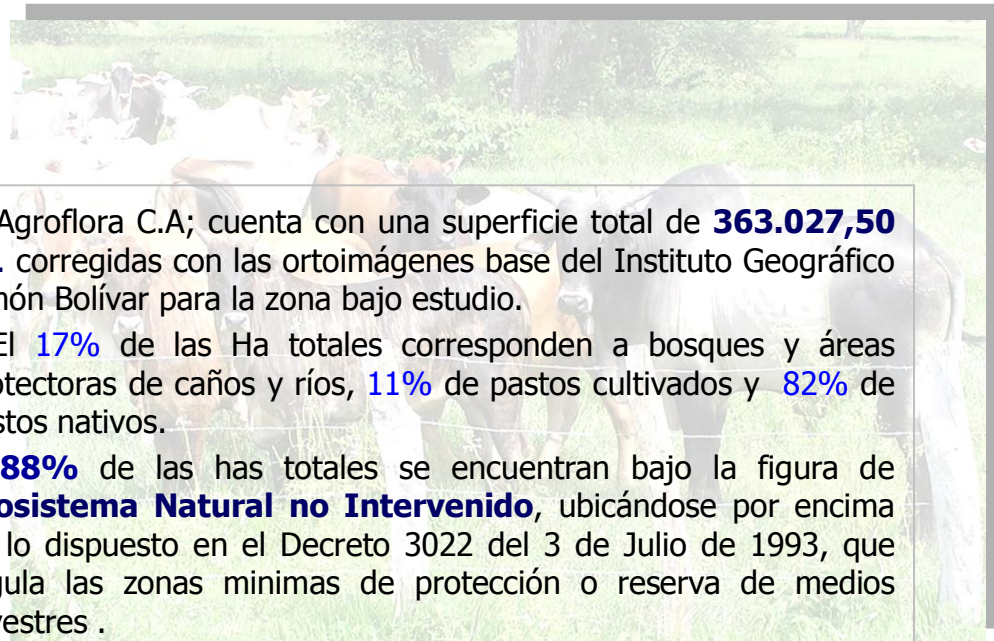 Agroflora C.A; cuenta con una superficie total de 363.027,50
. corregidas con las ortoimágenes base del Instituto Geográfico
món Bolívar para la zona bajo estudio.
El 17% de las Ha totales corresponden a bosques y áreas
otectoras de caños y ríos, 11% de pastos cultivados y 82% de
stos nativos.
88% de las has totales se encuentran bajo la figura de
osistema Natural no Intervenido, ubicándose por encima
lo dispuesto en el Decreto 3022 del 3 de Julio de 1993, que
gula las zonas minimas de protección o reserva de medios
vestres .